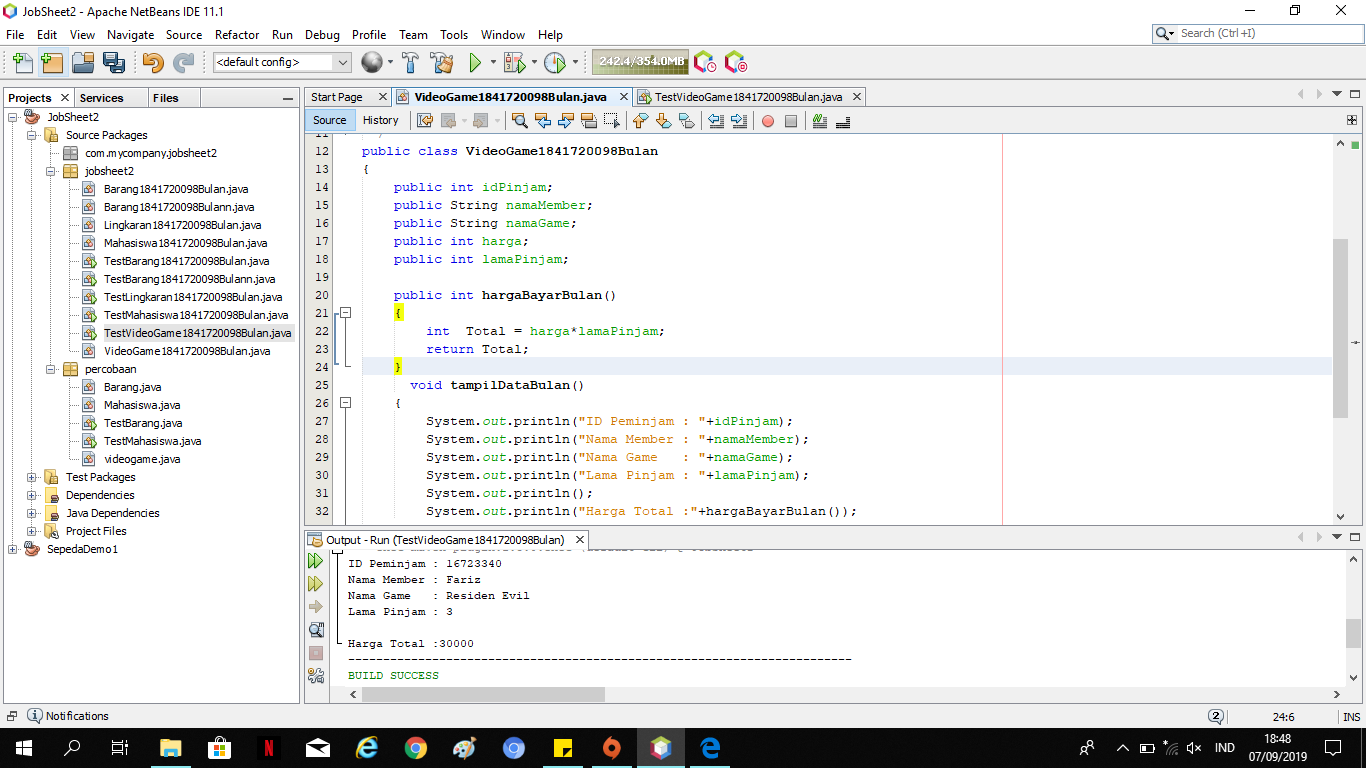 JobSheet2 - Apache NetBeans IDE 11.1
File Edit View Navigate Source Refactor Run Debug Profile Team Tools Window Help
Search (Ctrl+I)
<default config>
242.4/354.0MB
Projects Services Files
JobSheet2
Source Packages
com.mycompany.jobsheet2
jobsheet2
Barang1841720098Bulan.java
Barang1841720098Bulann.java
Lingkaran1841720098Bulan.java
Mahasiswa1841720098Bulan.java
TestBarang1841720098Bulan.java
TestBarang1841720098Bulann.java
TestLingkaran1841720098Bulan.java
TestMahasiswa1841720098Bulan.java
TestVideoGame1841720098Bulan.java
VideoGame1841720098Bulan.java
percobaan
Barang.java
Mahasiswa.java
TestBarang.java
TestMahasiswa.java
videogame.java
Test Packages
Dependencies
Java Dependencies
Project Files
SepedaDemo1
Start Page VideoGame1841720098Bulan.java TestVideoGame1841720098Bulan.java
Source History
12 public class VideoGame1841720098Bulan
13 {
14 public int idPinjam;
15 public String namaMember;
16 public String namaGame;
17 public int harga;
18 public int lamaPinjam;
19
20 public int hargaBayarBulan()
21 {
22 int  Total = harga*lamaPinjam;
23 return Total;
24 }
25 void tampilDataBulan()
26 {
27 System.out.println("ID Peminjam : "+idPinjam);
28 System.out.println("Nama Member : "+namaMember);
29 System.out.println("Nama Game   : "+namaGame);
30 System.out.println("Lama Pinjam : "+lamaPinjam);
31 System.out.println();
32 System.out.println("Harga Total :"+hargaBayarBulan());
Output - Run (TestVideoGame1841720098Bulan)
ID Peminjam : 16723340
Nama Member : Fariz
Nama Game   : Residen Evil
Lama Pinjam : 3
Harga Total :30000
------------------------------------------------------------------------
BUILD SUCCESS
Notifications
2
24:6 INS
IND
18:48
07/09/2019